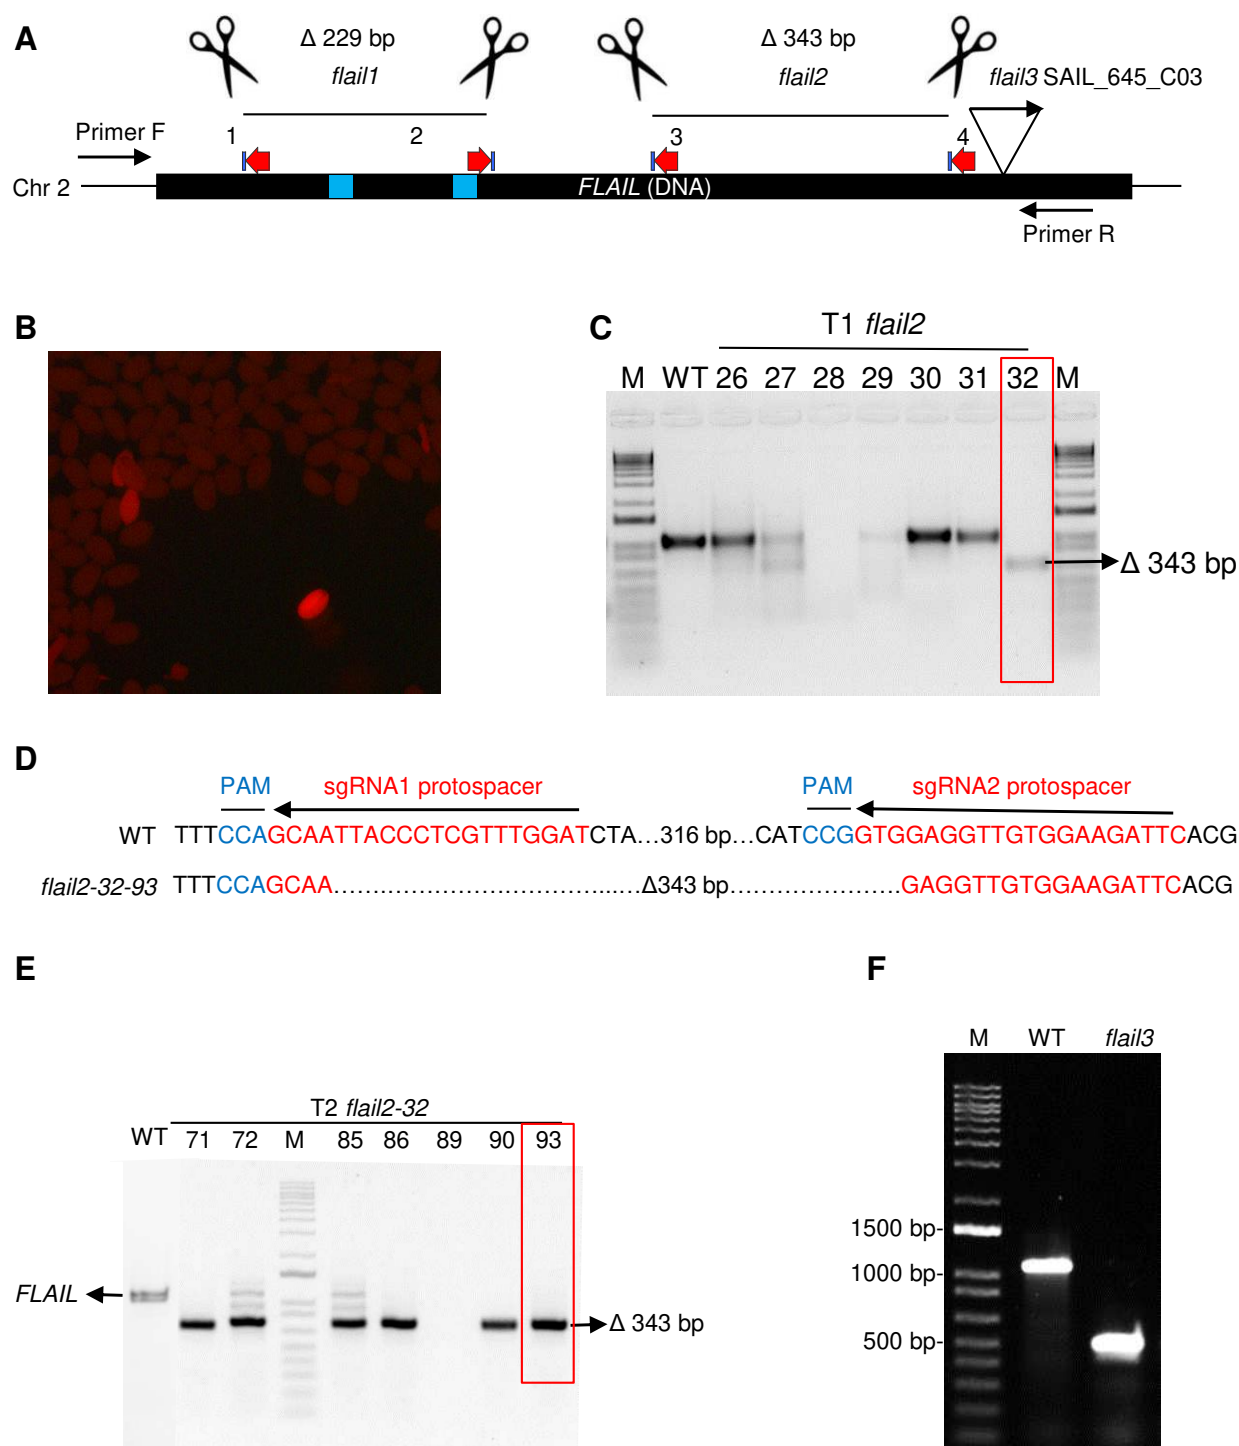 A
Δ 229 bp
flail1
Δ 343 bp
flail2
flail3 SAIL_645_C03
Primer F
1
2
3
4
Chr 2
FLAIL (DNA)
Primer R
B
C
T1 flail2
M WT 26 27 28 29 30 31 32 M
Δ 343 bp
D
PAM sgRNA1 protospacer PAM sgRNA2 protospacer
WT TTTCCAGCAATTACCCTCGTTTGGATCTA...316 bp...CATCCGGTGGAGGTTGTGGAAGATTCACG
flail2-32-93 TTTCCAGCAA....................................Δ343 bp.......................GAGGTTGTGGAAGATTCACG
E
T2 flail2-32
WT 71 72 M 85 86 89 90 93
FLAIL
Δ 343 bp
F
M WT flail3
1500 bp-
1000 bp-
500 bp-